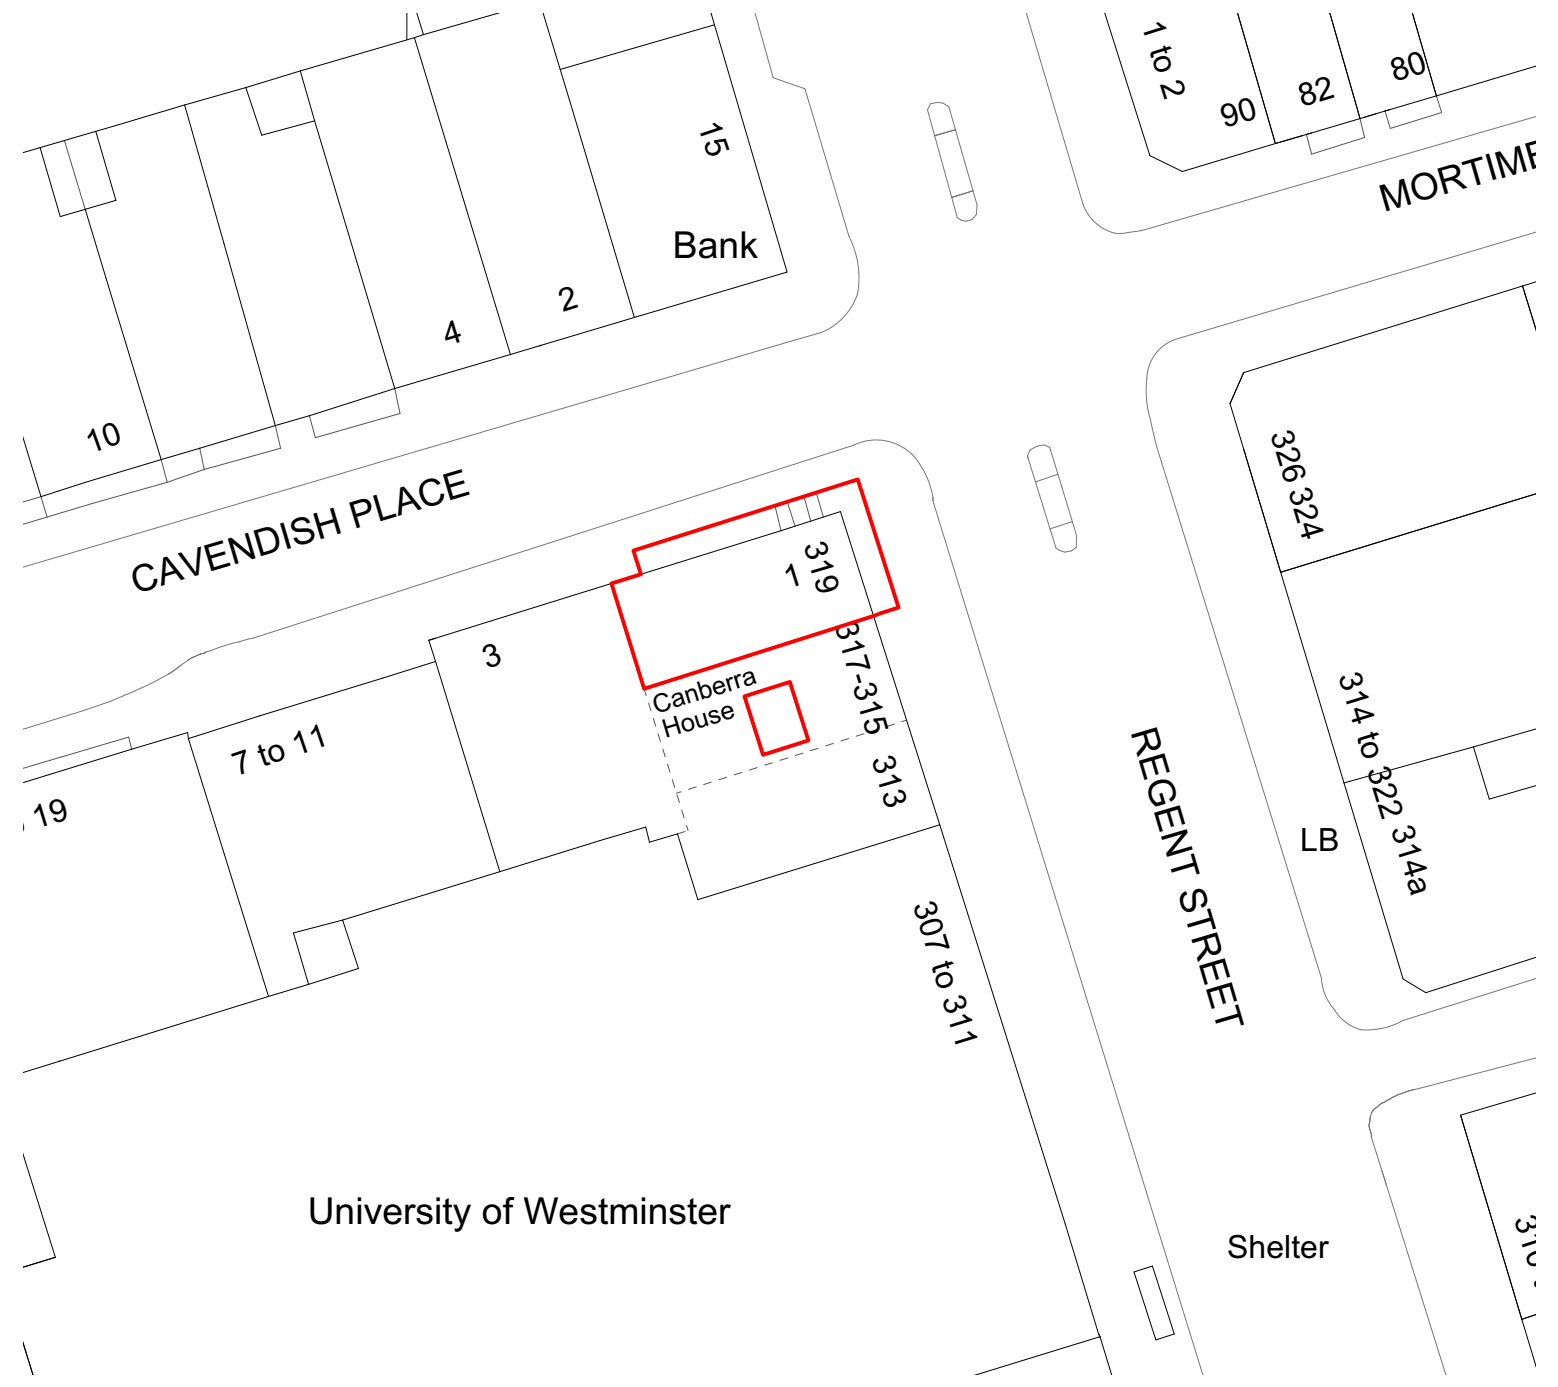 1 to 2
90
82
80
MORTIME
15
Bank
2
4
10
CAVENDISH PLACE
326 324
1
319
3
317-315
Canberra
House
7 to 11
313
19
314 to 322 314a
REGENT STREET
LB
307 to 311
University of Westminster
Shelter